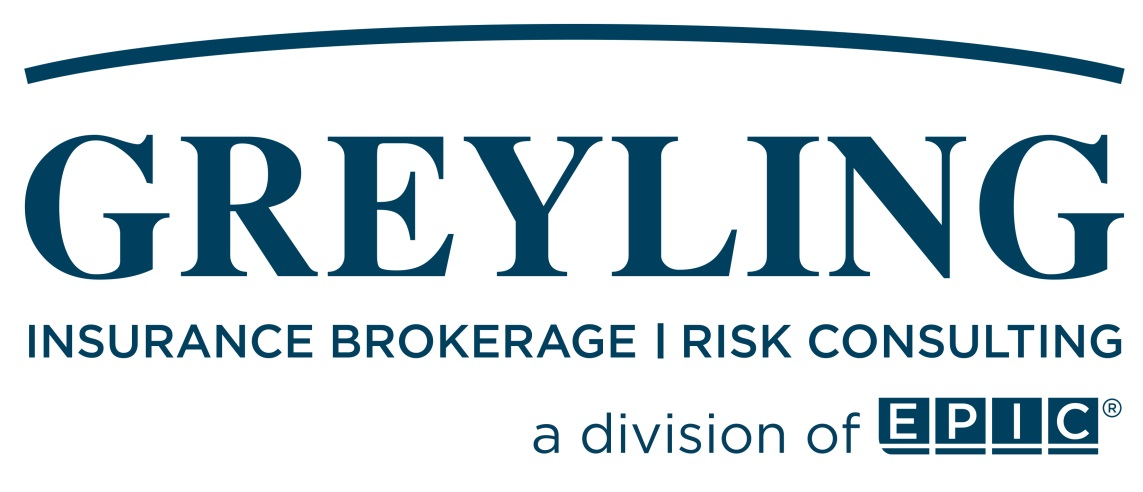 GREYLING
INSURANCE BROKERAGE | RISK CONSULTING
a division of EPIC®